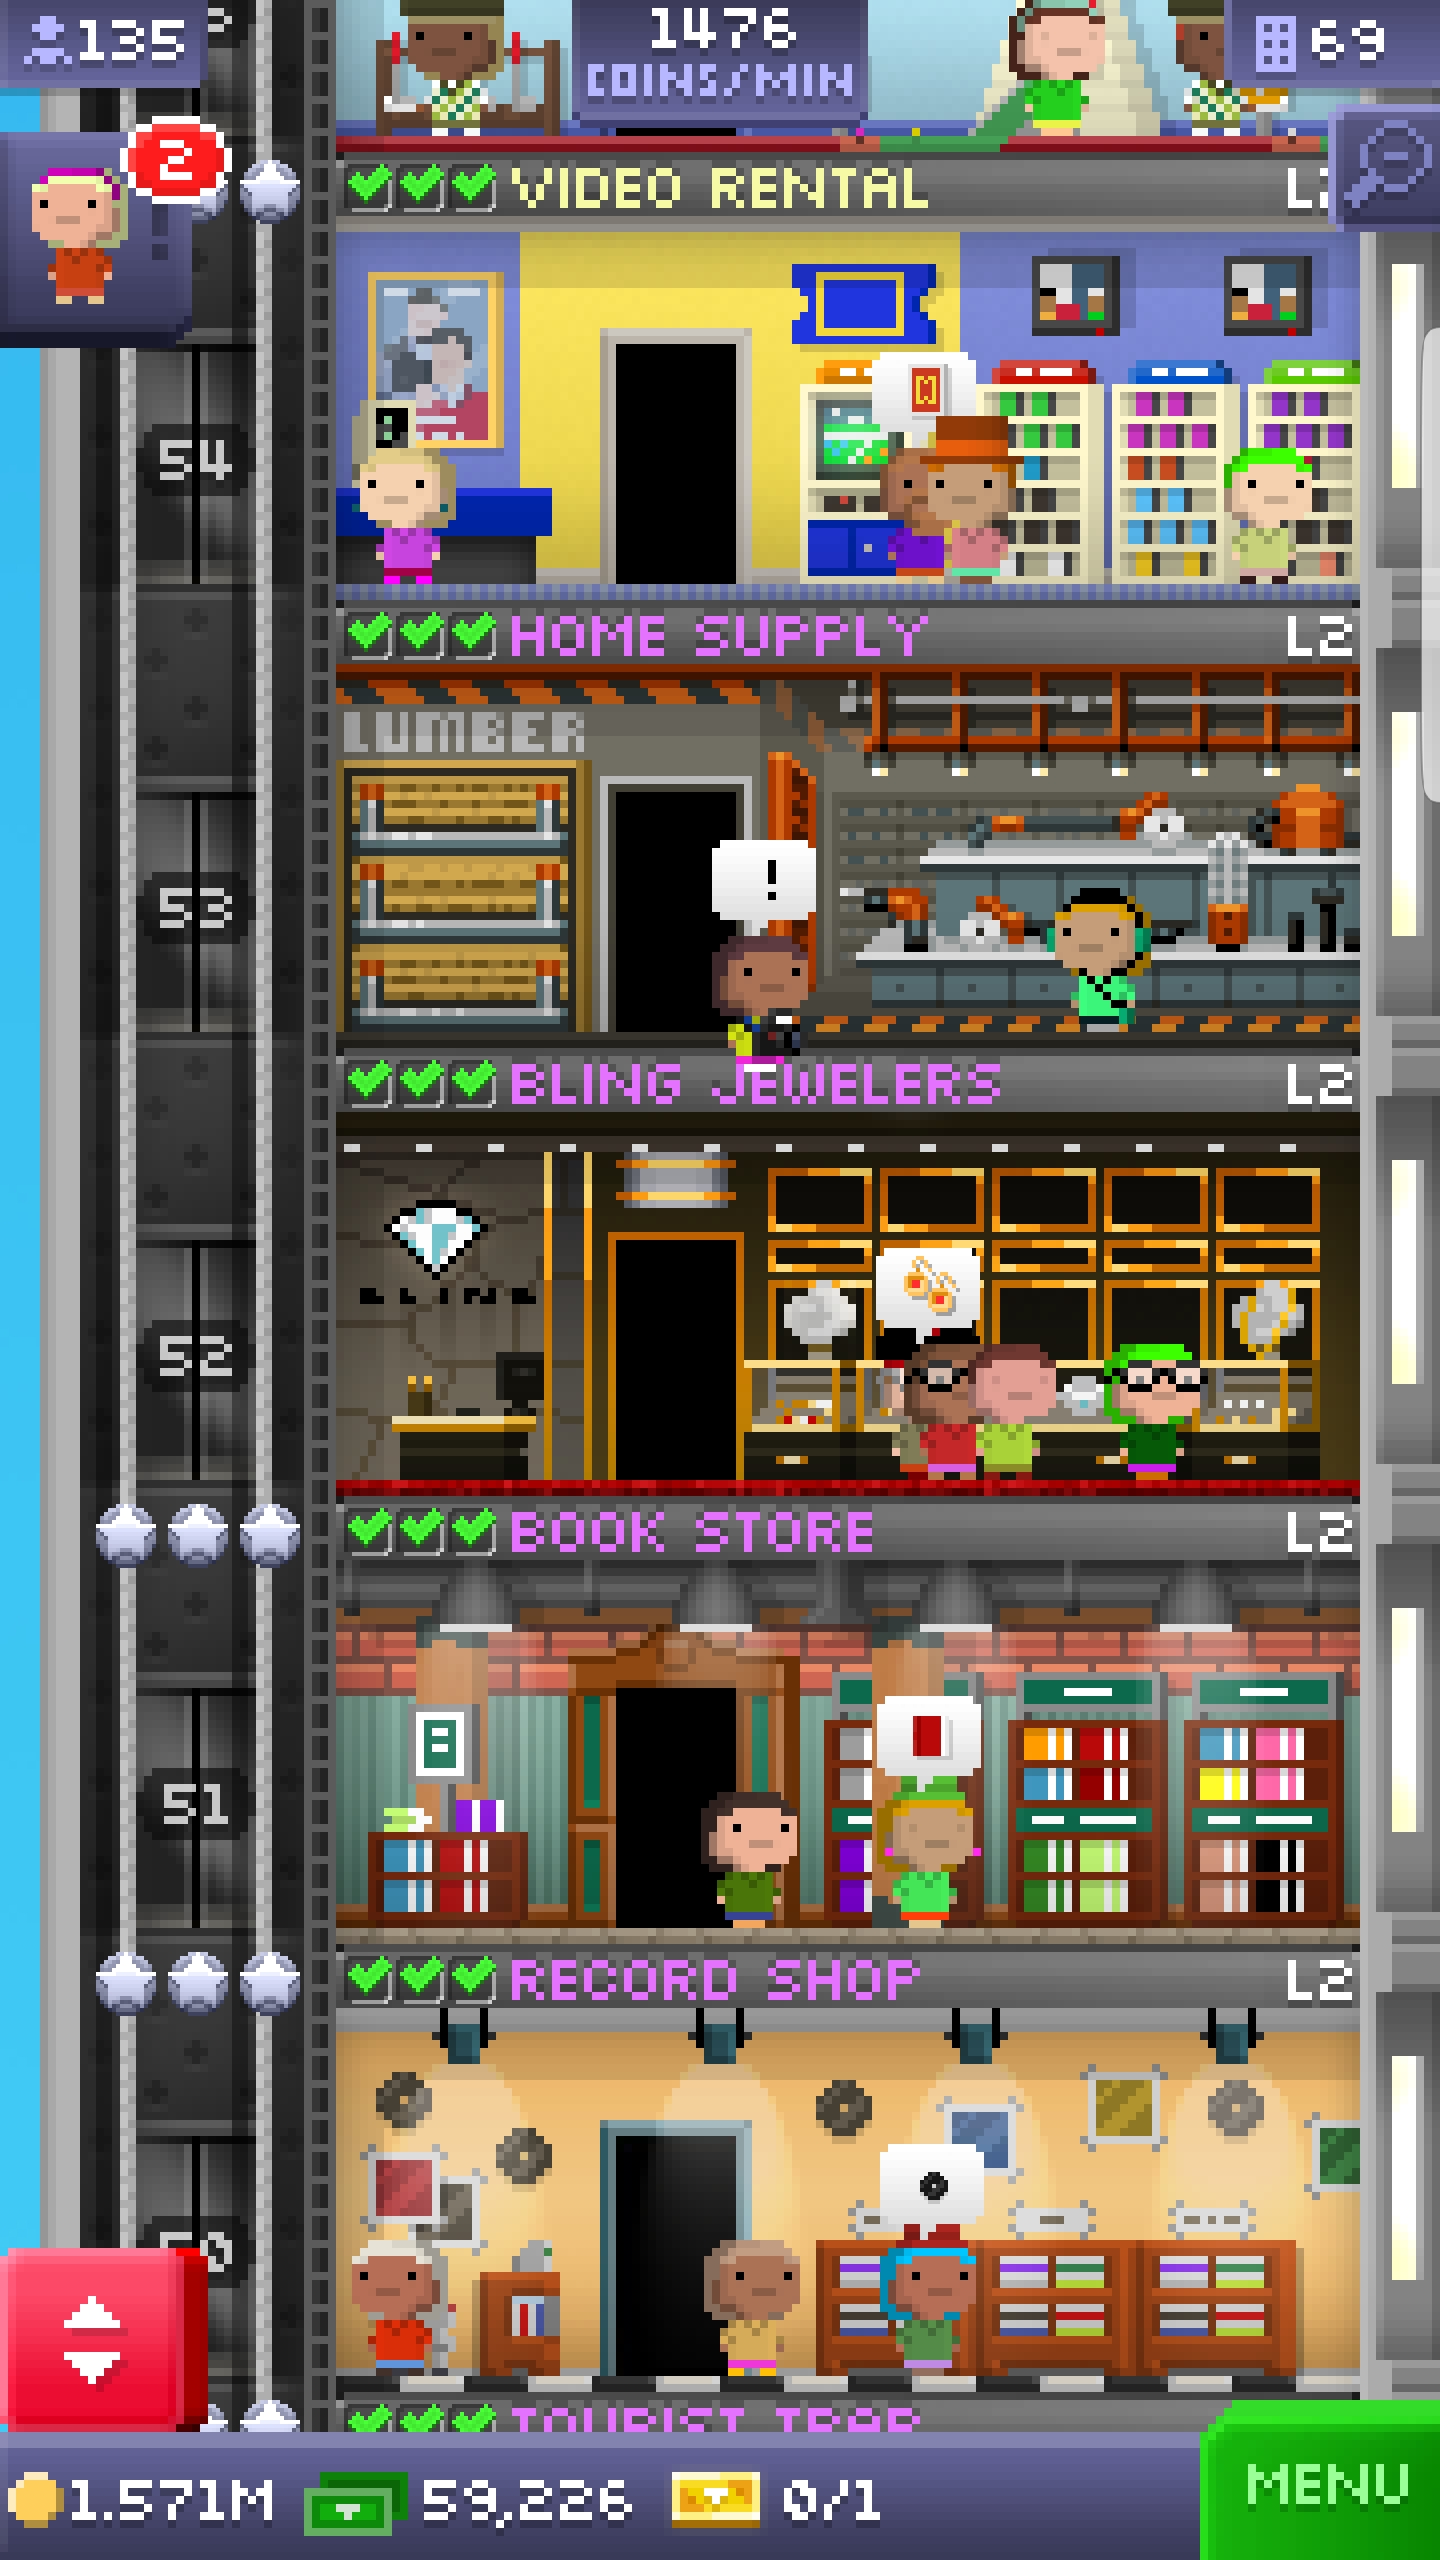 135
1476
COINS/MIN
69
2
VIDEO RENTAL
54
HOME SUPPLY L2
LUMBER
53
!
BLING JEWELERS L2
BLING
52
BOOK STORE L2
51
RECORD SHOP L2
TOURIST TRAP
1.571M 59,226 0/1
MENU